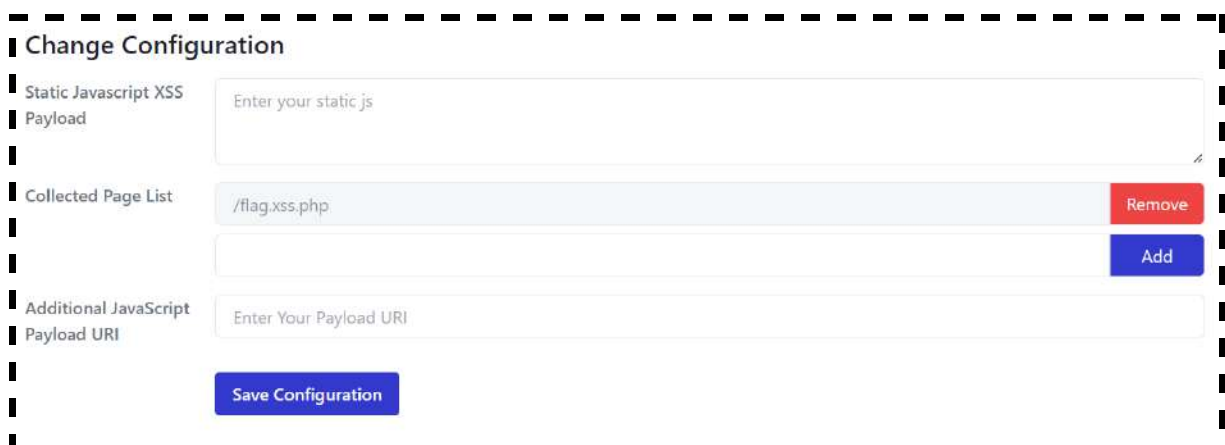 Change Configuration
Static Javascript XSS
Payload
Enter your static js
Collected Page List
/flag.xss.php
Remove
Add
Additional JavaScript
Payload URI
Enter Your Payload URI
Save Configuration